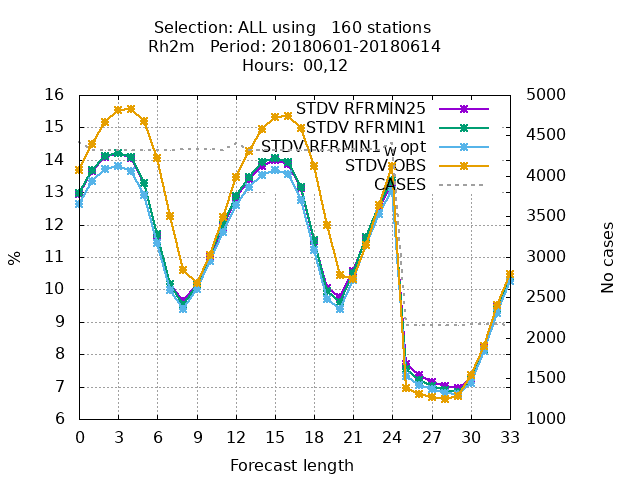 Selection: ALL using   160 stations
Rh2m   Period: 20180601-20180614
Hours: 00,12
STDV RFRMIN25
STDV RFRMIN1
STDV RFRMIN1_w opt
STDV OBS
CASES
%
No cases
16
15
14
13
12
11
10
9
8
7
6
5000
4500
4000
3500
3000
2500
2000
1500
1000
0 3 6 9 12 15 18 21 24 27 30 33
Forecast length